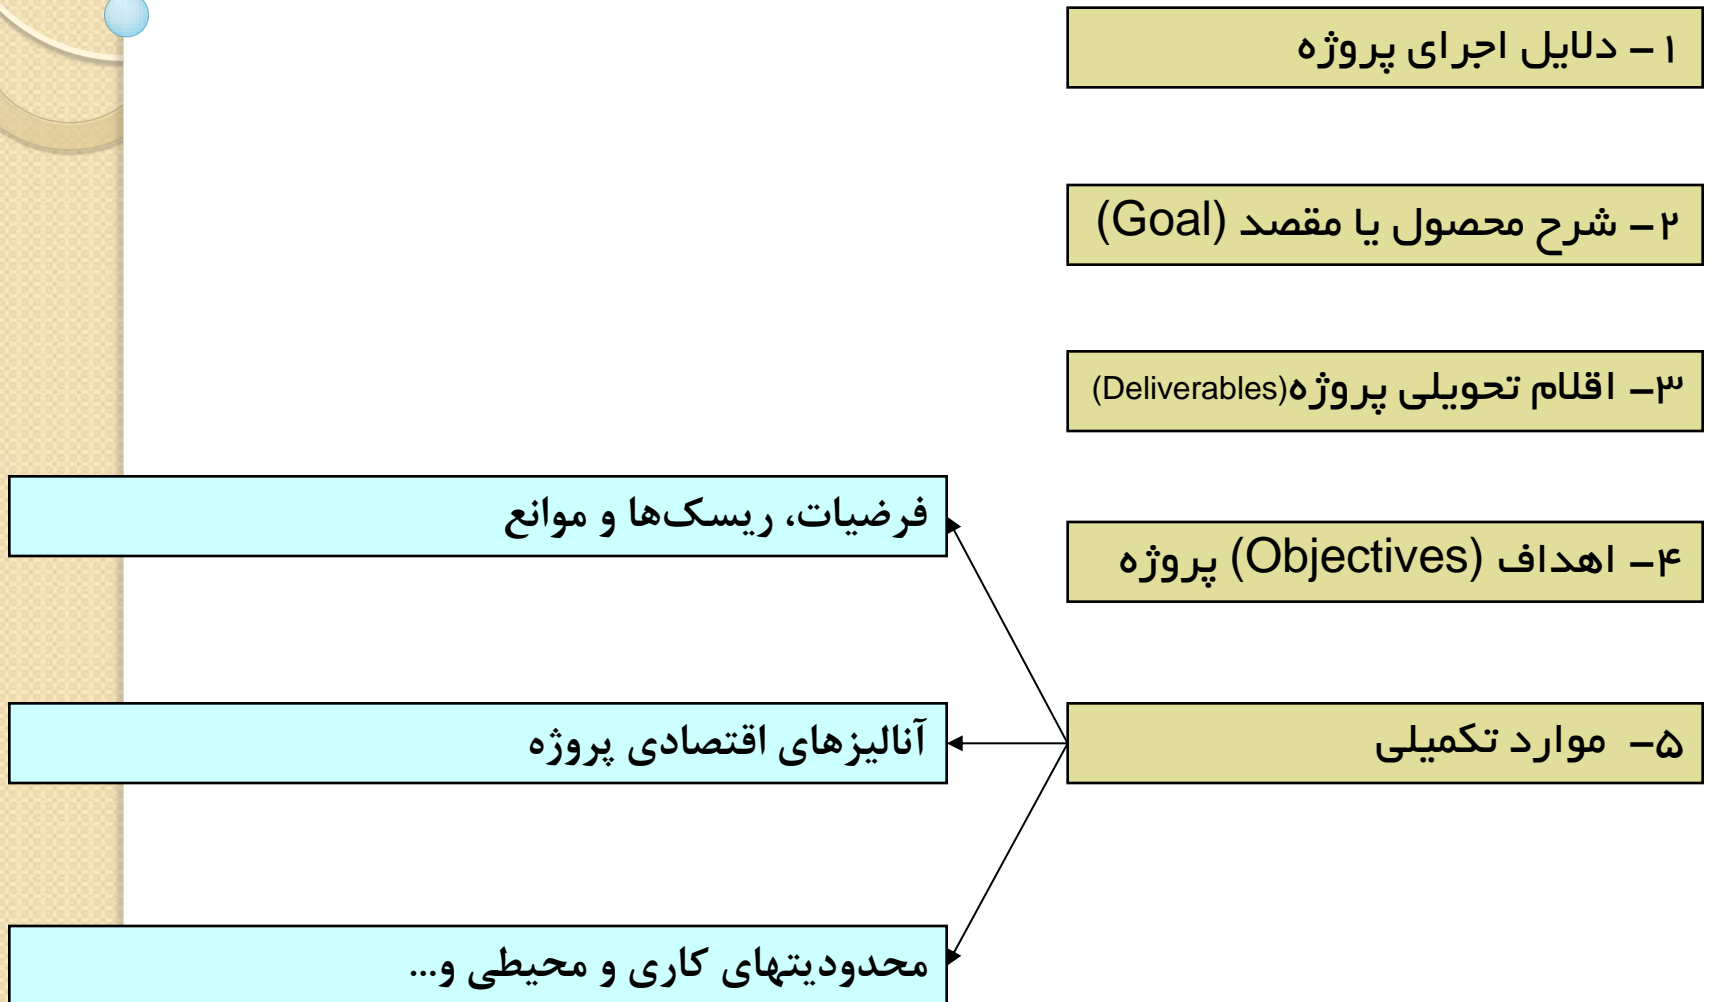 ۱- دلایل اجرای پروژه
۲- شرح محصول یا مقصد (Goal)
۳- اقلام تحویلی پروژه(Deliverables)
۴- اهداف (Objectives) پروژه
۵- موارد تکمیلی
فرضیات، ریسک‌ها و موانع
آنالیزهای اقتصادی پروژه
محدودیتهای کاری و محیطی و...